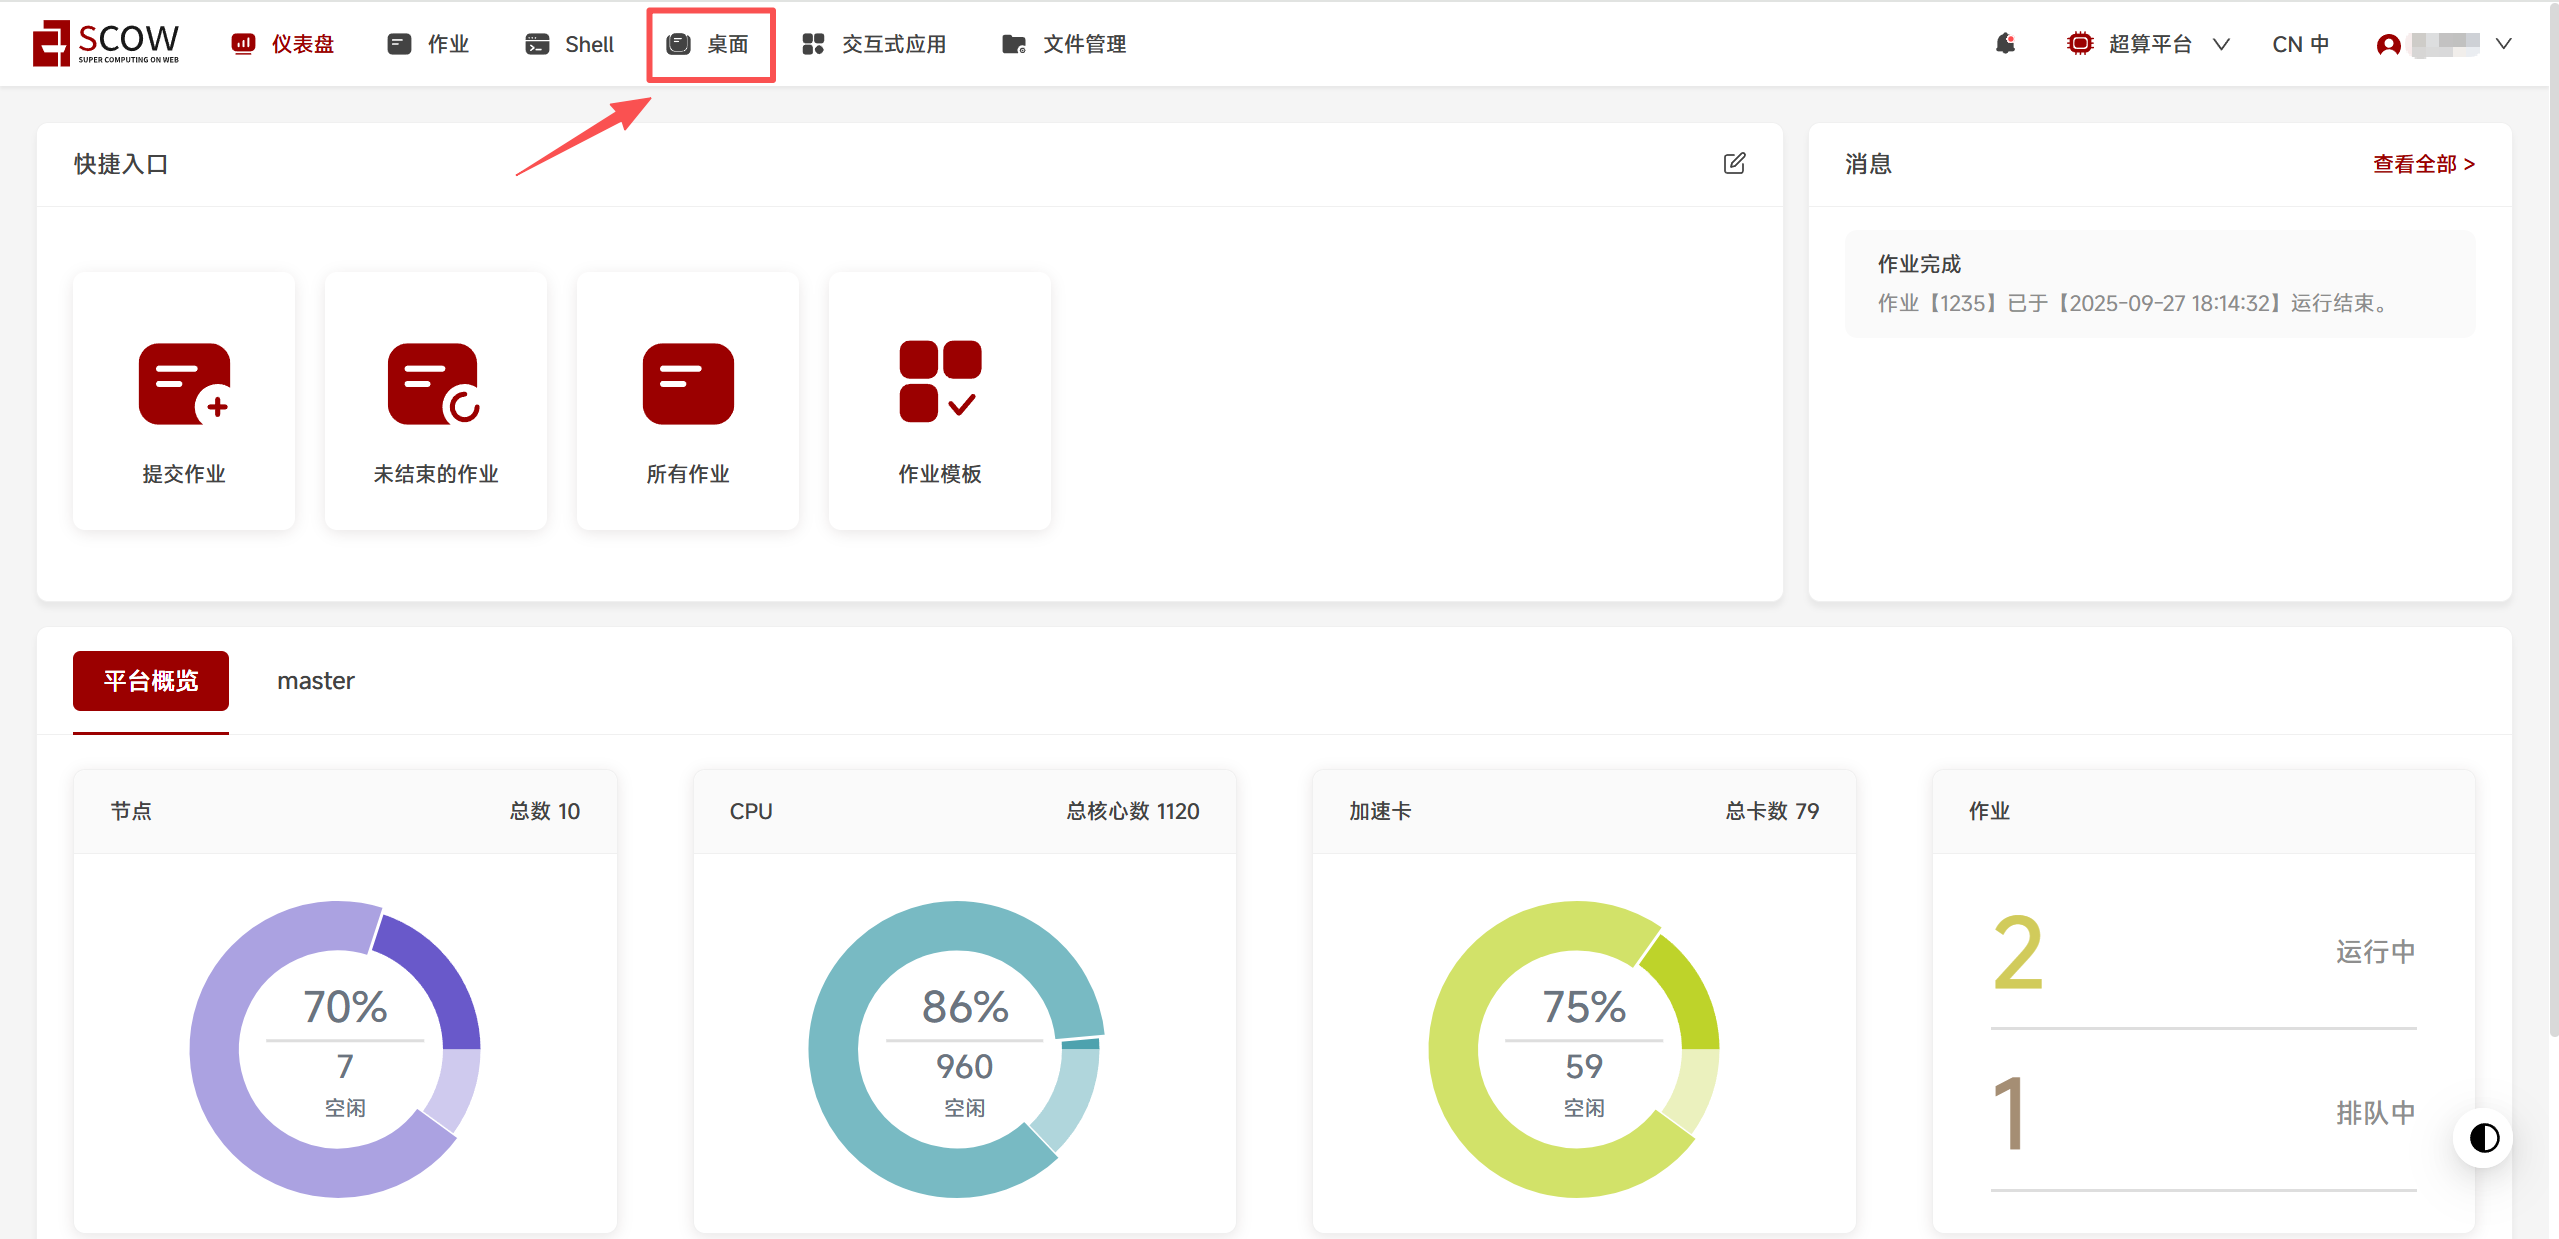 SCOW
SUPER COMPUTING ON WEB
仪表盘
作业
Shell
桌面
交互式应用
文件管理
超算平台
CN 中
快捷入口
消息
查看全部 >
作业完成
作业【1235】已于【2025-09-27 18:14:32】运行结束。
提交作业
未结束的作业
所有作业
作业模板
平台概览
master
节点
总数 10
70%
7
空闲
CPU
总核心数 1120
86%
960
空闲
加速卡
总卡数 79
75%
59
空闲
作业
2
运行中
1
排队中